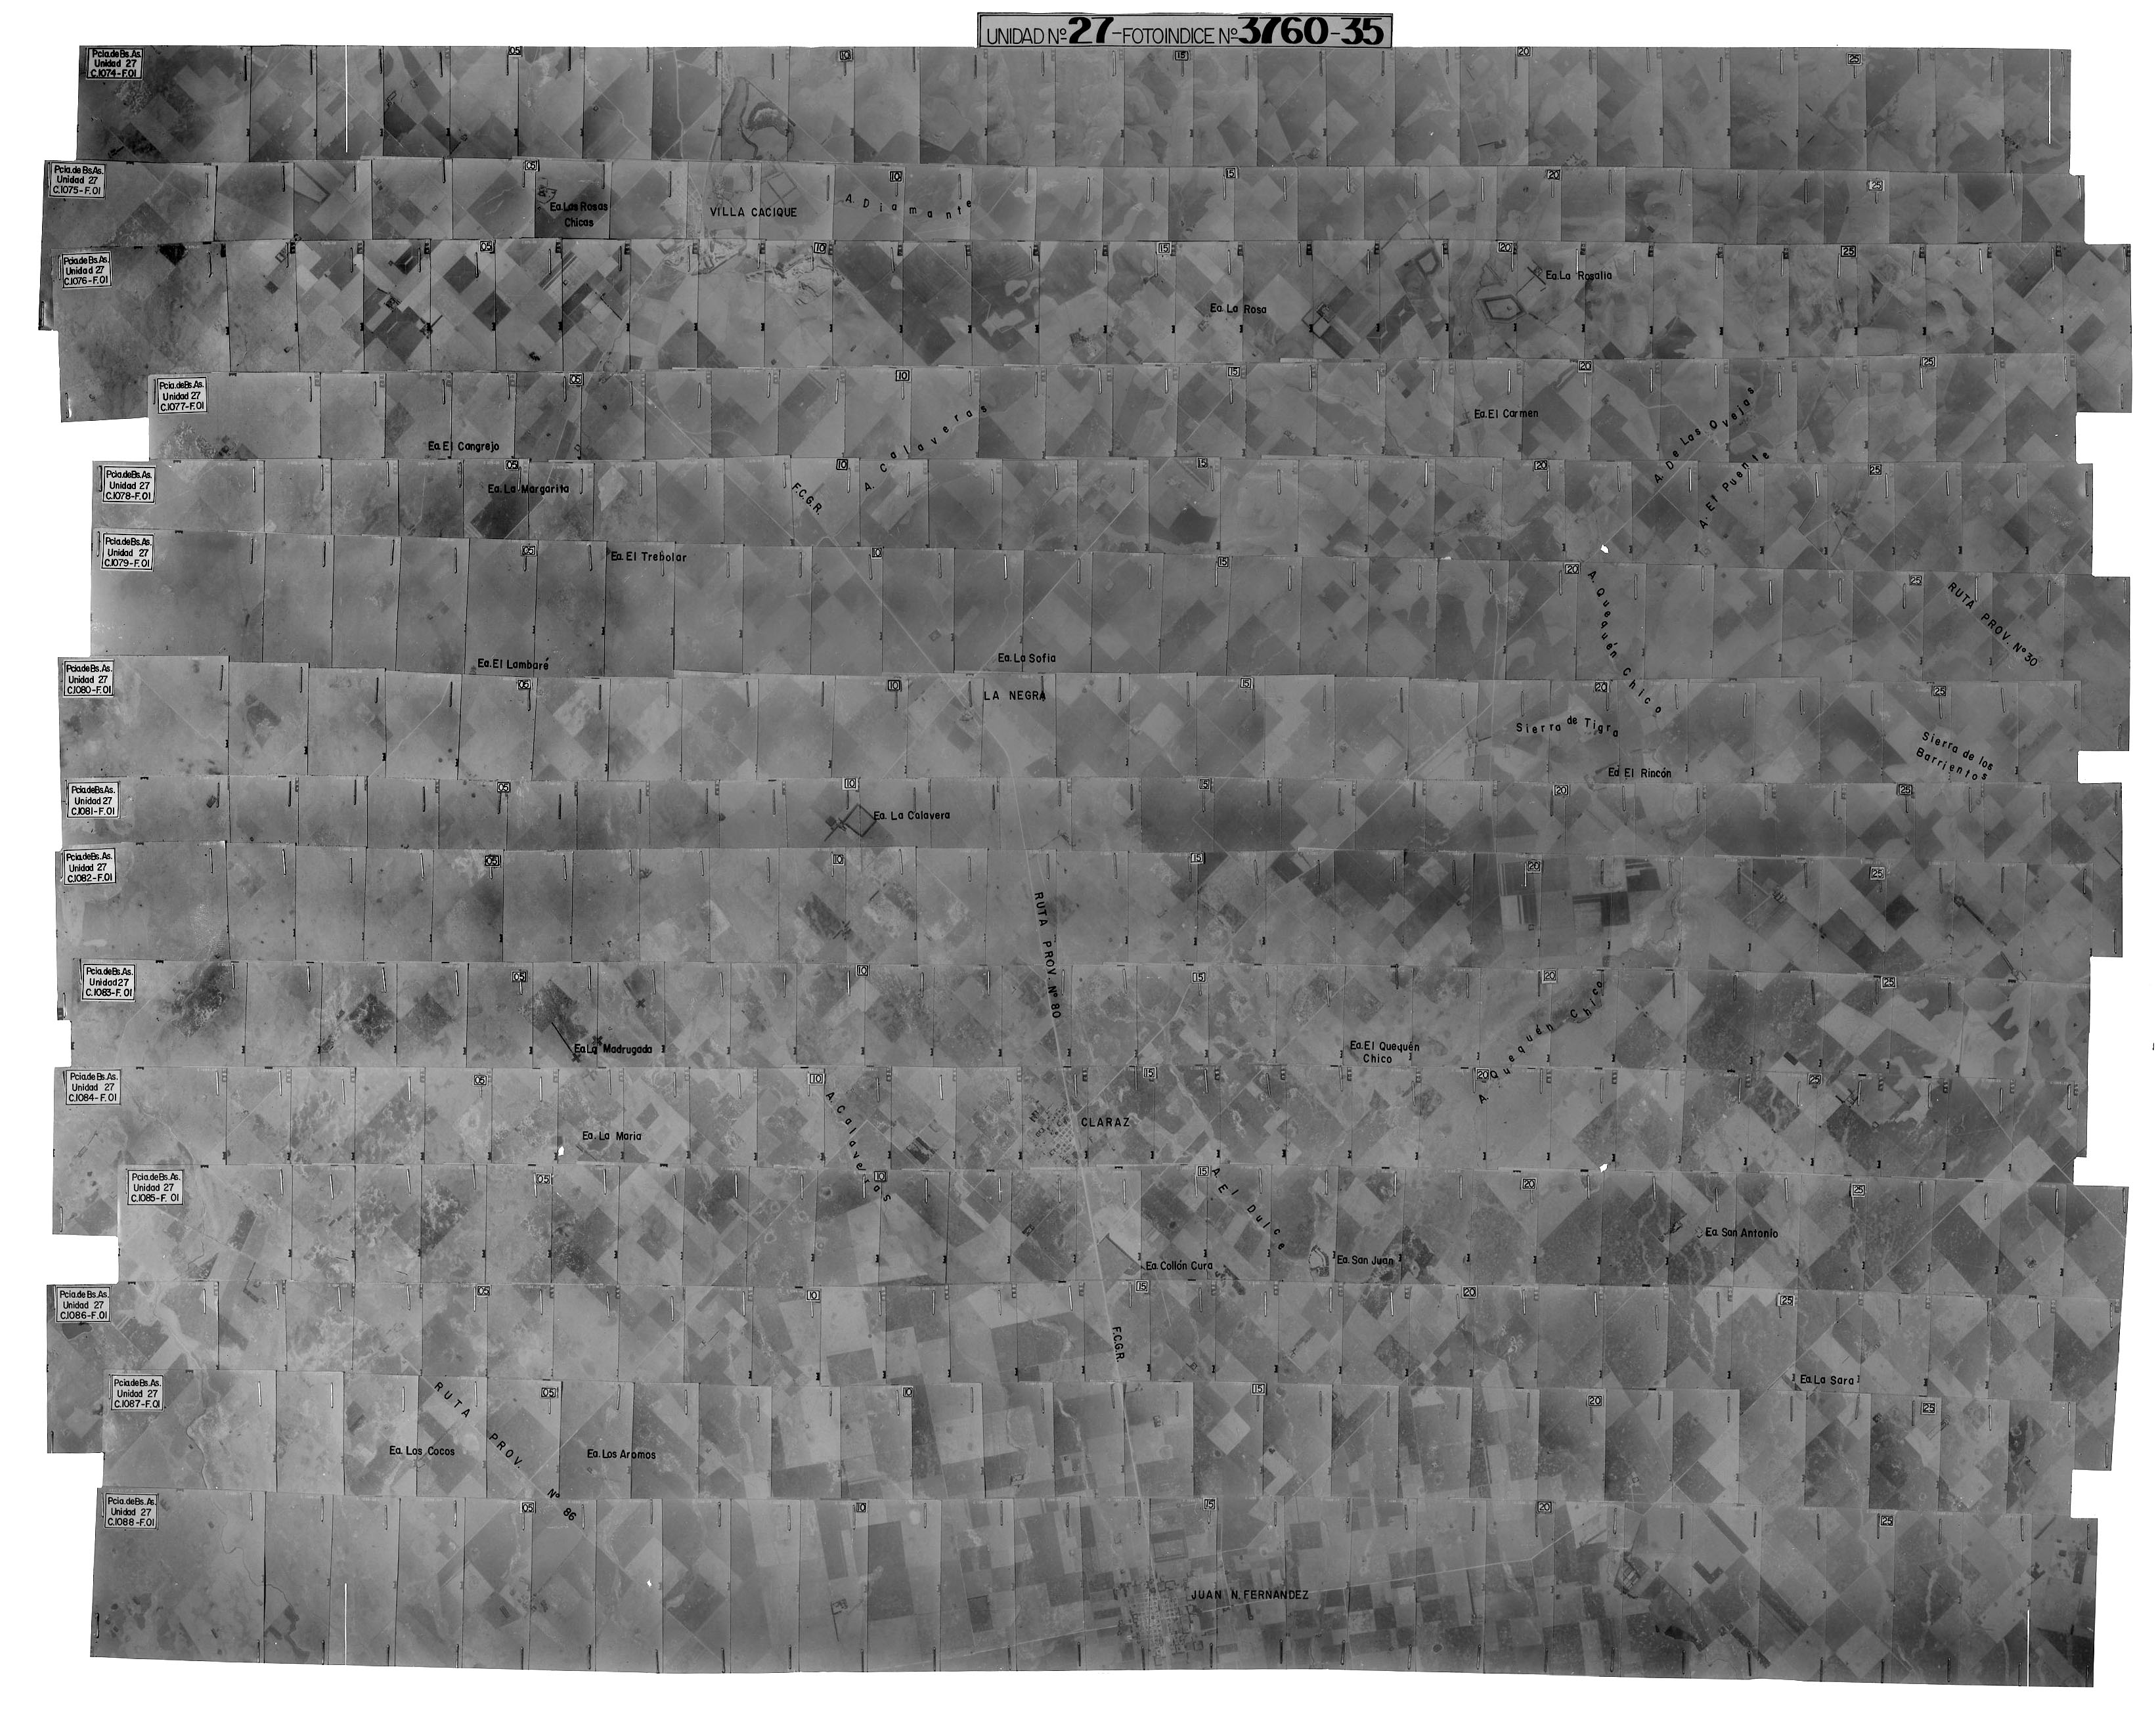 UNIDAD Nº 27-FOTOINDICE Nº 3760-35
Pcia.de Bs. As.
Unidad 27
C.1074-F.01
05
10
15
20
25
Pcia. de Bs.As.
Unidad 27
C.1075-F.01
05
10
15
20
25
Ea. Las Rosas
Chicas
VILLA CACIQUE
A. Diamante
Pcia.de Bs.As.
Unidad 27
C.1076-F.01
05
10
15
20
25
Ea. La Rosalia
Ea. La Rosa
Pcia. de Bs.As.
Unidad 27
C.1077-F.01
05
10
15
20
25
Ea. El Cangrejo
A. Calaveras
Ea. El Carmen
A. De Las Ovejas
A. El Puente
Pcia.de Bs.As.
Unidad 27
C.1078-F.01
05
10
15
20
25
Ea. La Margarita
F.C.G.R.
Pcia.de Bs.As.
Unidad 27
C.1079-F.01
05
10
15
20
25
Ea. El Trebolar
A. Quequén Chico
RUTA PROV. Nº 30
Ea. El Lambaré
Ea. La Sofia
Pcia.de Bs.As.
Unidad 27
C.1080-F.01
05
10
15
20
25
LA NEGRA
Sierra de Tigra
Sierra de los
Barrientos
Ea. El Rincón
Pcia.de Bs.As.
Unidad 27
C.1081-F.01
05
10
15
20
25
Ea. La Calavera
Pcia.de Bs. As.
Unidad 27
C.1082-F.01
05
10
15
20
25
RUTA PROV. Nº 80
Pcia.de Bs.As.
Unidad 27
C.1083-F.01
05
10
15
20
25
Ea. La Madrugada
Ea. El Quequén
Chico
A. Quequén Chico
Pcia.de Bs. As.
Unidad 27
C.1084-F.01
05
10
15
20
25
A. Calaveras
CLARAZ
Ea. La Maria
Pcia.de Bs. As.
Unidad 27
C.1085-F. 01
05
10
15
20
25
A. El Dulce
Ea. San Antonio
Ea. Collón Cura
Ea. San Juan
Pcia.de Bs. As.
Unidad 27
C.1086-F.01
05
10
15
20
25
F.C.G.R.
Ea. La Sara
Pcia.de Bs. As.
Unidad 27
C.1087-F.01
05
10
15
20
25
RUTA PROV. Nº 86
Ea. Los Cocos
Ea. Los Aromos
Pcia. de Bs. As.
Unidad 27
C.1088-F.01
05
10
15
20
25
JUAN N. FERNANDEZ